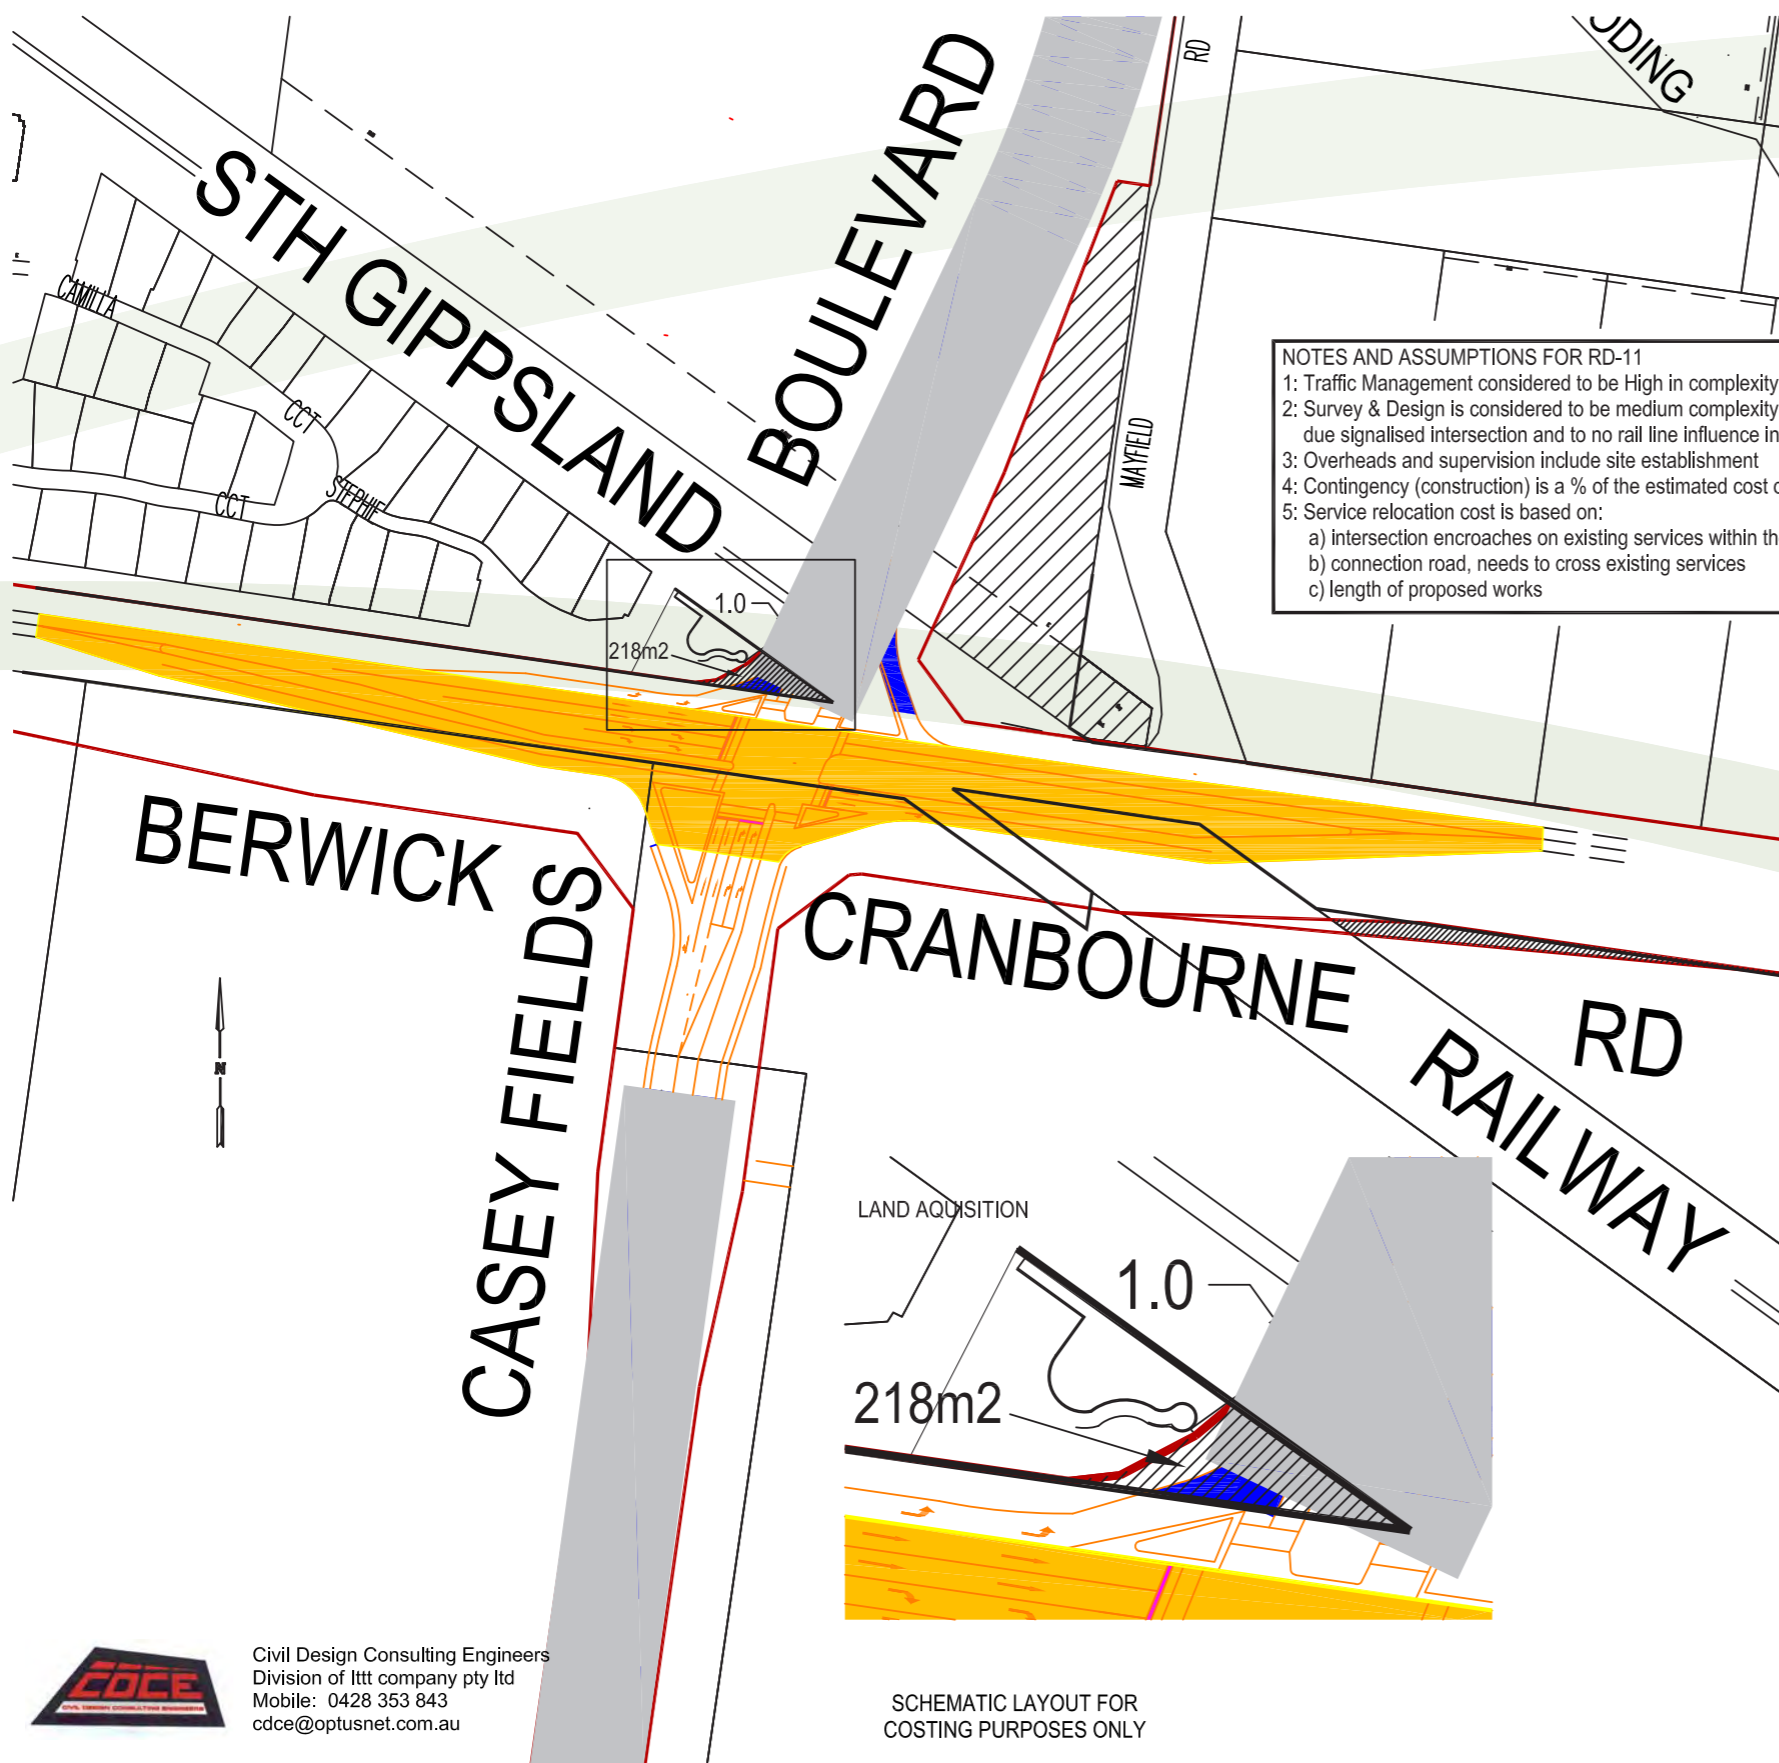 ODING
RD
BOULEVARD
STH GIPPSLAND
CAMILLA
CCT
CCT
STEPHIE
MAYFIELD
NOTES AND ASSUMPTIONS FOR RD-11
1: Traffic Management considered to be High in complexity
2: Survey & Design is considered to be medium complexity
due signalised intersection and to no rail line influence in
3: Overheads and supervision include site establishment
4: Contingency (construction) is a % of the estimated cost
5: Service relocation cost is based on:
a) intersection encroaches on existing services within th
b) connection road, needs to cross existing services
c) length of proposed works
1.0
218m2
BERWICK
CRANBOURNE
RD
CASEY FIELDS
RAILWAY
N
LAND AQUISITION
1.0
218m2
CDCE
CIVIL DESIGN CONSULTING ENGINEERS
Civil Design Consulting Engineers
Division of lttt company pty ltd
Mobile: 0428 353 843
cdce@optusnet.com.au
SCHEMATIC LAYOUT FOR
COSTING PURPOSES ONLY